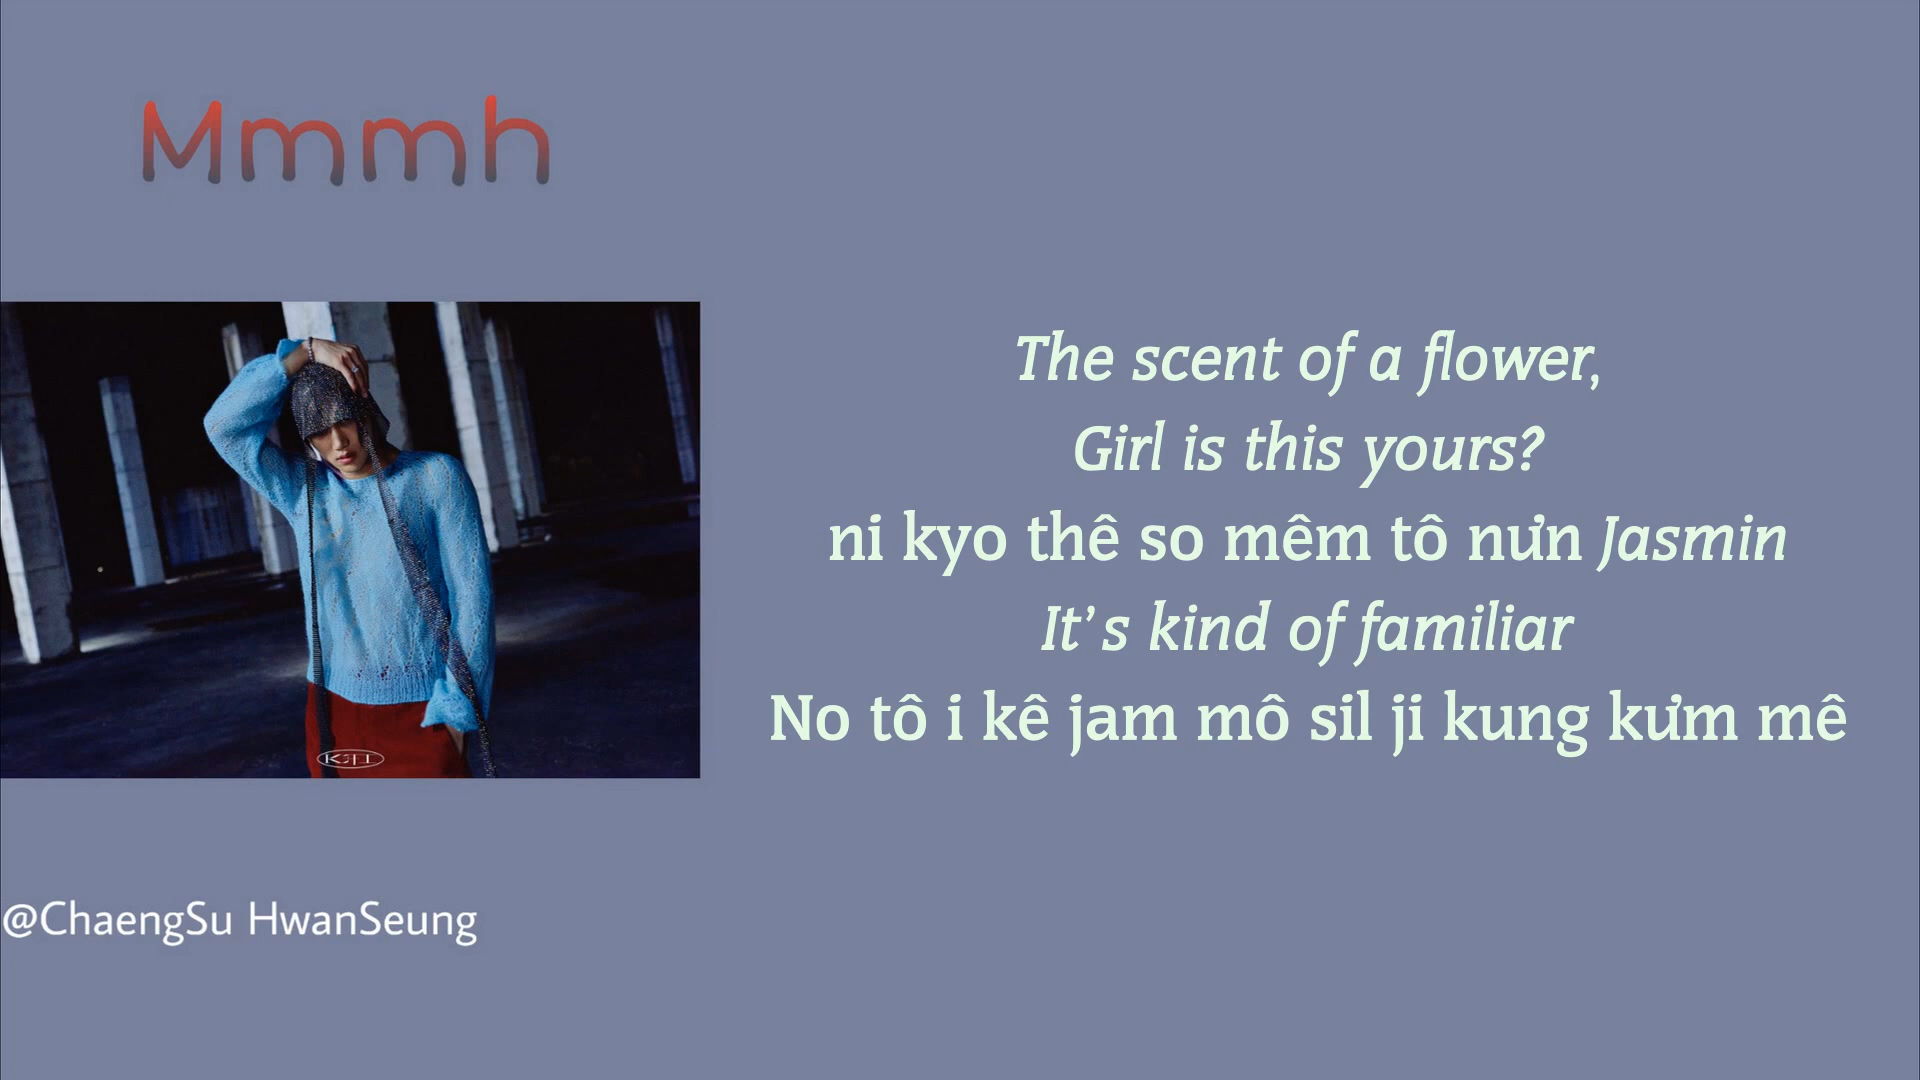 Mmmh
The scent of a flower,
Girl is this yours?
ni kyo thê so mêm tô nưn Jasmin
It's kind of familiar
No tô i kê jam mô sil ji kung kưm mê
KAI
@ChaengSu HwanSeung